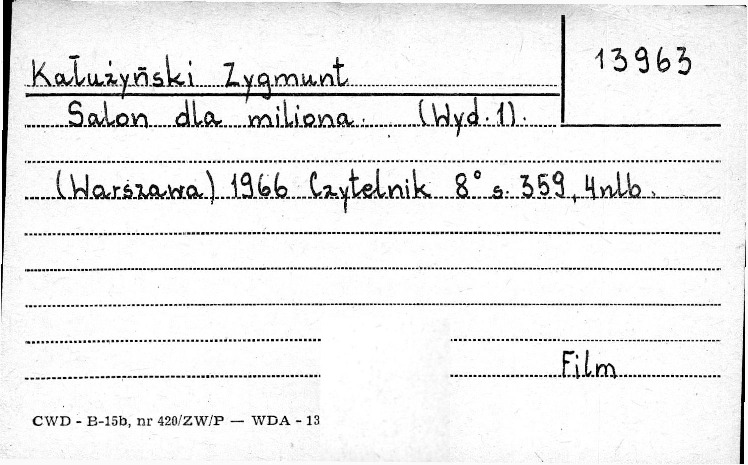 Kałużyński Zygmunt
13963
Salon dla miliona. (Wyd. 1).
(Warszawa) 1966 Czytelnik 8° s. 359, 4nlb.
Film
CWD - B-15b, nr 420/ZW/P — WDA - 13